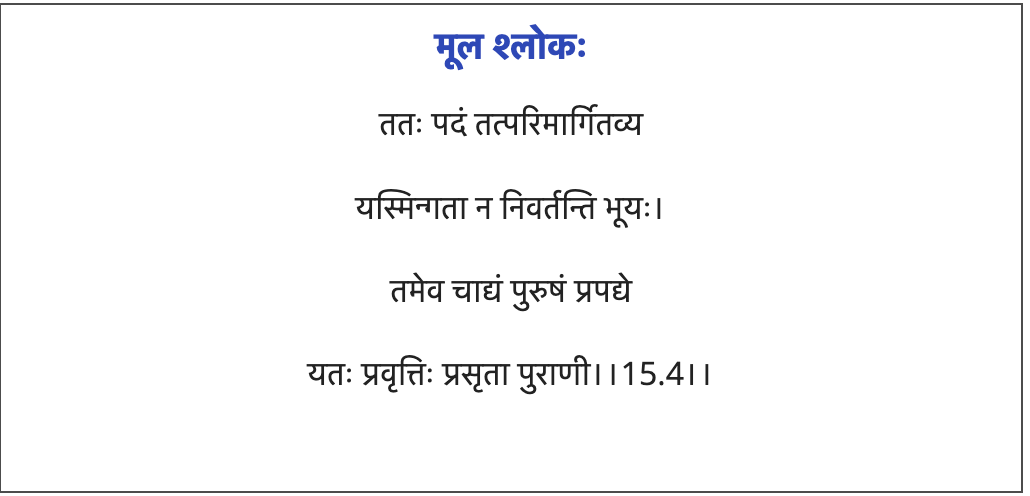 मूल श्लोकः
ततः पदं तत्परिमार्गितव्य
यस्मिन्गता न निवर्तन्ति भूयः।
तमेव चाद्यं पुरुषं प्रपद्ये
यतः प्रवृत्तिः प्रसृता पुराणी।।15.4।।